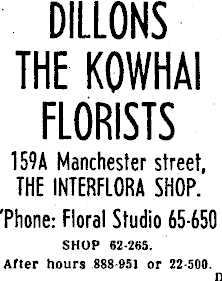 DILLONS
THE KOWHAI
FLORISTS
159A Manchester street,
THE INTERFLORA SHOP.
'Phone: Floral Studio 65-650
SHOP 62-265.
After hours 888-951 or 22-500.
D